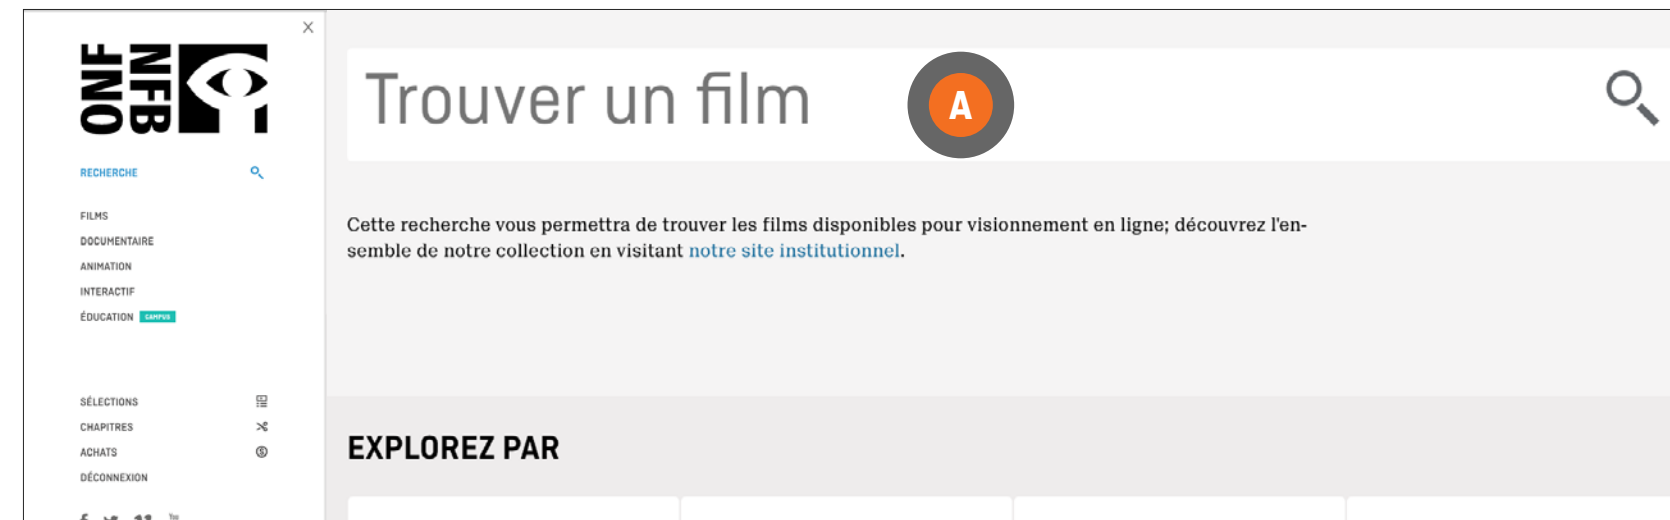 X
ONF
NFB
RECHERCHE
FILMS
DOCUMENTAIRE
ANIMATION
INTERACTIF
ÉDUCATION CAMPUS
SÉLECTIONS
CHAPITRES
ACHATS
DÉCONNEXION
Trouver un film A
Cette recherche vous permettra de trouver les films disponibles pour visionnement en ligne; découvrez l'en-
semble de notre collection en visitant notre site institutionnel.
EXPLOREZ PAR